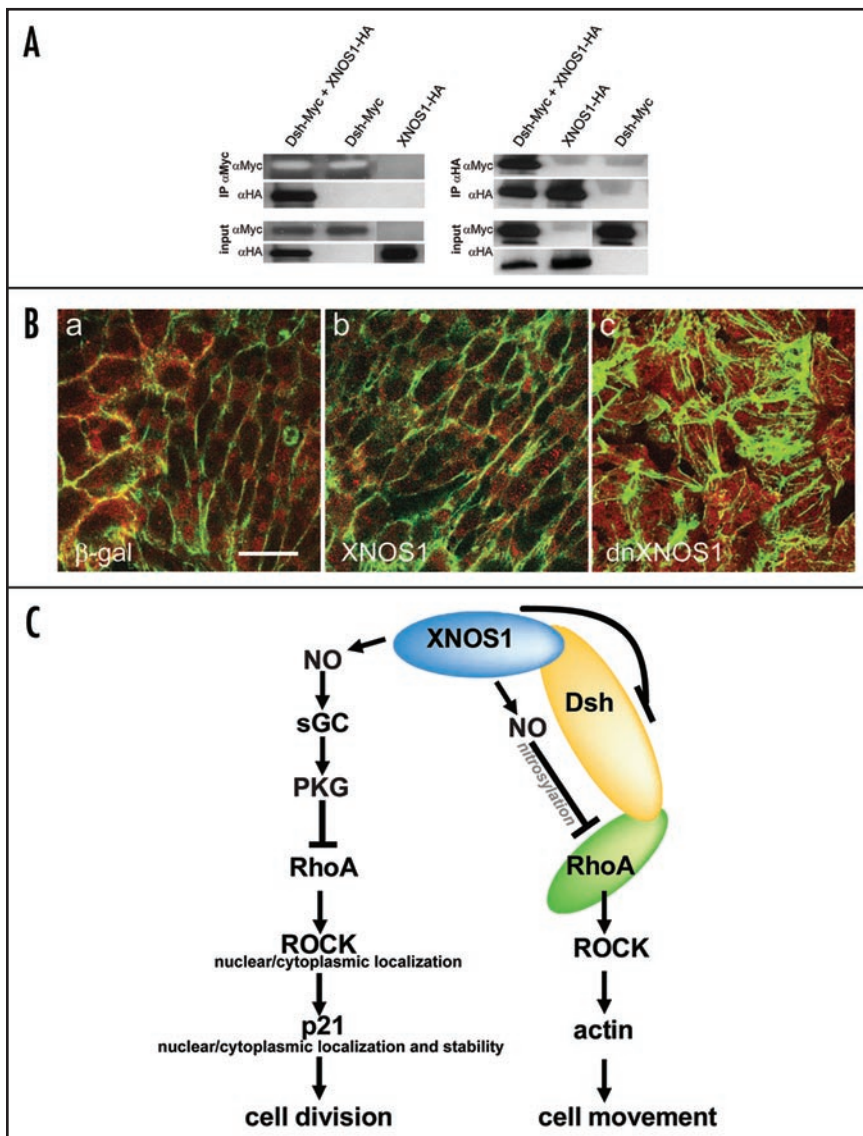 A
Dsh-Myc + XNOS1-HA
Dsh-Myc
XNOS1-HA
IP αMyc
αMyc
αHA
input
αMyc
αHA
Dsh-Myc + XNOS1-HA
XNOS1-HA
Dsh-Myc
IP αHA
αMyc
αHA
input
αMyc
αHA
B
a
β-gal
b
XNOS1
c
dnXNOS1
C
XNOS1
NO
sGC
PKG
RhoA
ROCK
nuclear/cytoplasmic localization
p21
nuclear/cytoplasmic localization and stability
cell division
NO
nitrosylation
Dsh
RhoA
ROCK
actin
cell movement